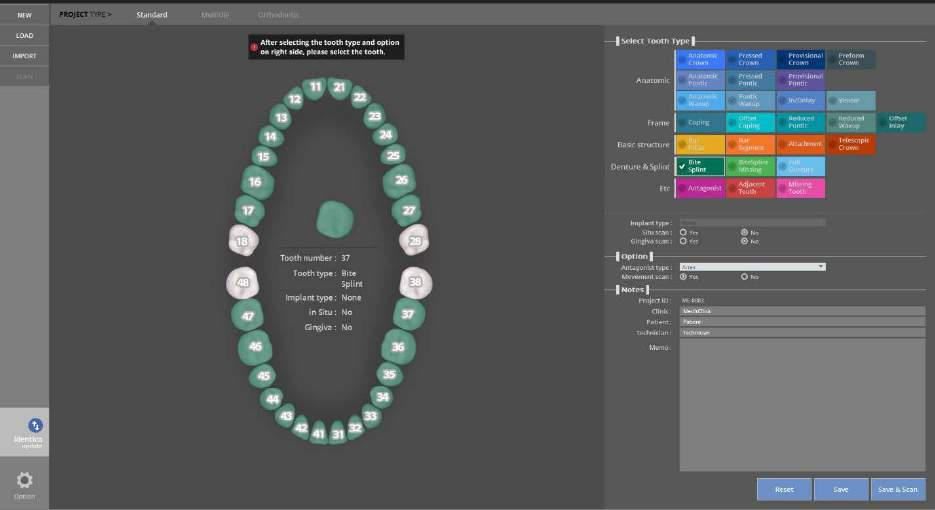 NEW
LOAD
IMPORT
SCAN
PROJECT TYPE > Standard MultiDie Orthodontic
After selecting the tooth type and option
on right side, please select the tooth.
11 21
12 22
13 23
14 24
15 25
16 26
17 27
18 28
48 38
47 37
46 36
45 35
44 34
43 33
42 41 31 32
Tooth number : 37
Tooth type : Bite
Splint
Implant type : None
in Situ : No
Gingiva : No
identica
update
Option
Select Tooth Type
Anatomic
Anatomic Crown
Pressed Crown
Provisional Crown
Preform Crown
Anatomic Pontic
Pressed Pontic
Provisional Pontic
Anatomic Waxup
Pontic Waxup
In/Onlay
Veneer
Frame
Coping
Offset Coping
Reduced Pontic
Reduced Waxup
Offset Inlay
Basic structure
Bar Pillar
Bar Segment
Attachment
Telescopic Crown
Denture & Splint
Bite Splint
BiteSplint Missing
Full Denture
Etc
Antagonist
Adjacent Tooth
Missing Tooth
Implant type :
Situ scan : Yes No
Gingiva scan : Yes No
Option
Antagonist type :
Movement scan : Yes No
Notes
Project ID :
Clinic :
Patient : Patient
Technician : Technician
Memo :
Reset Save Save & Scan